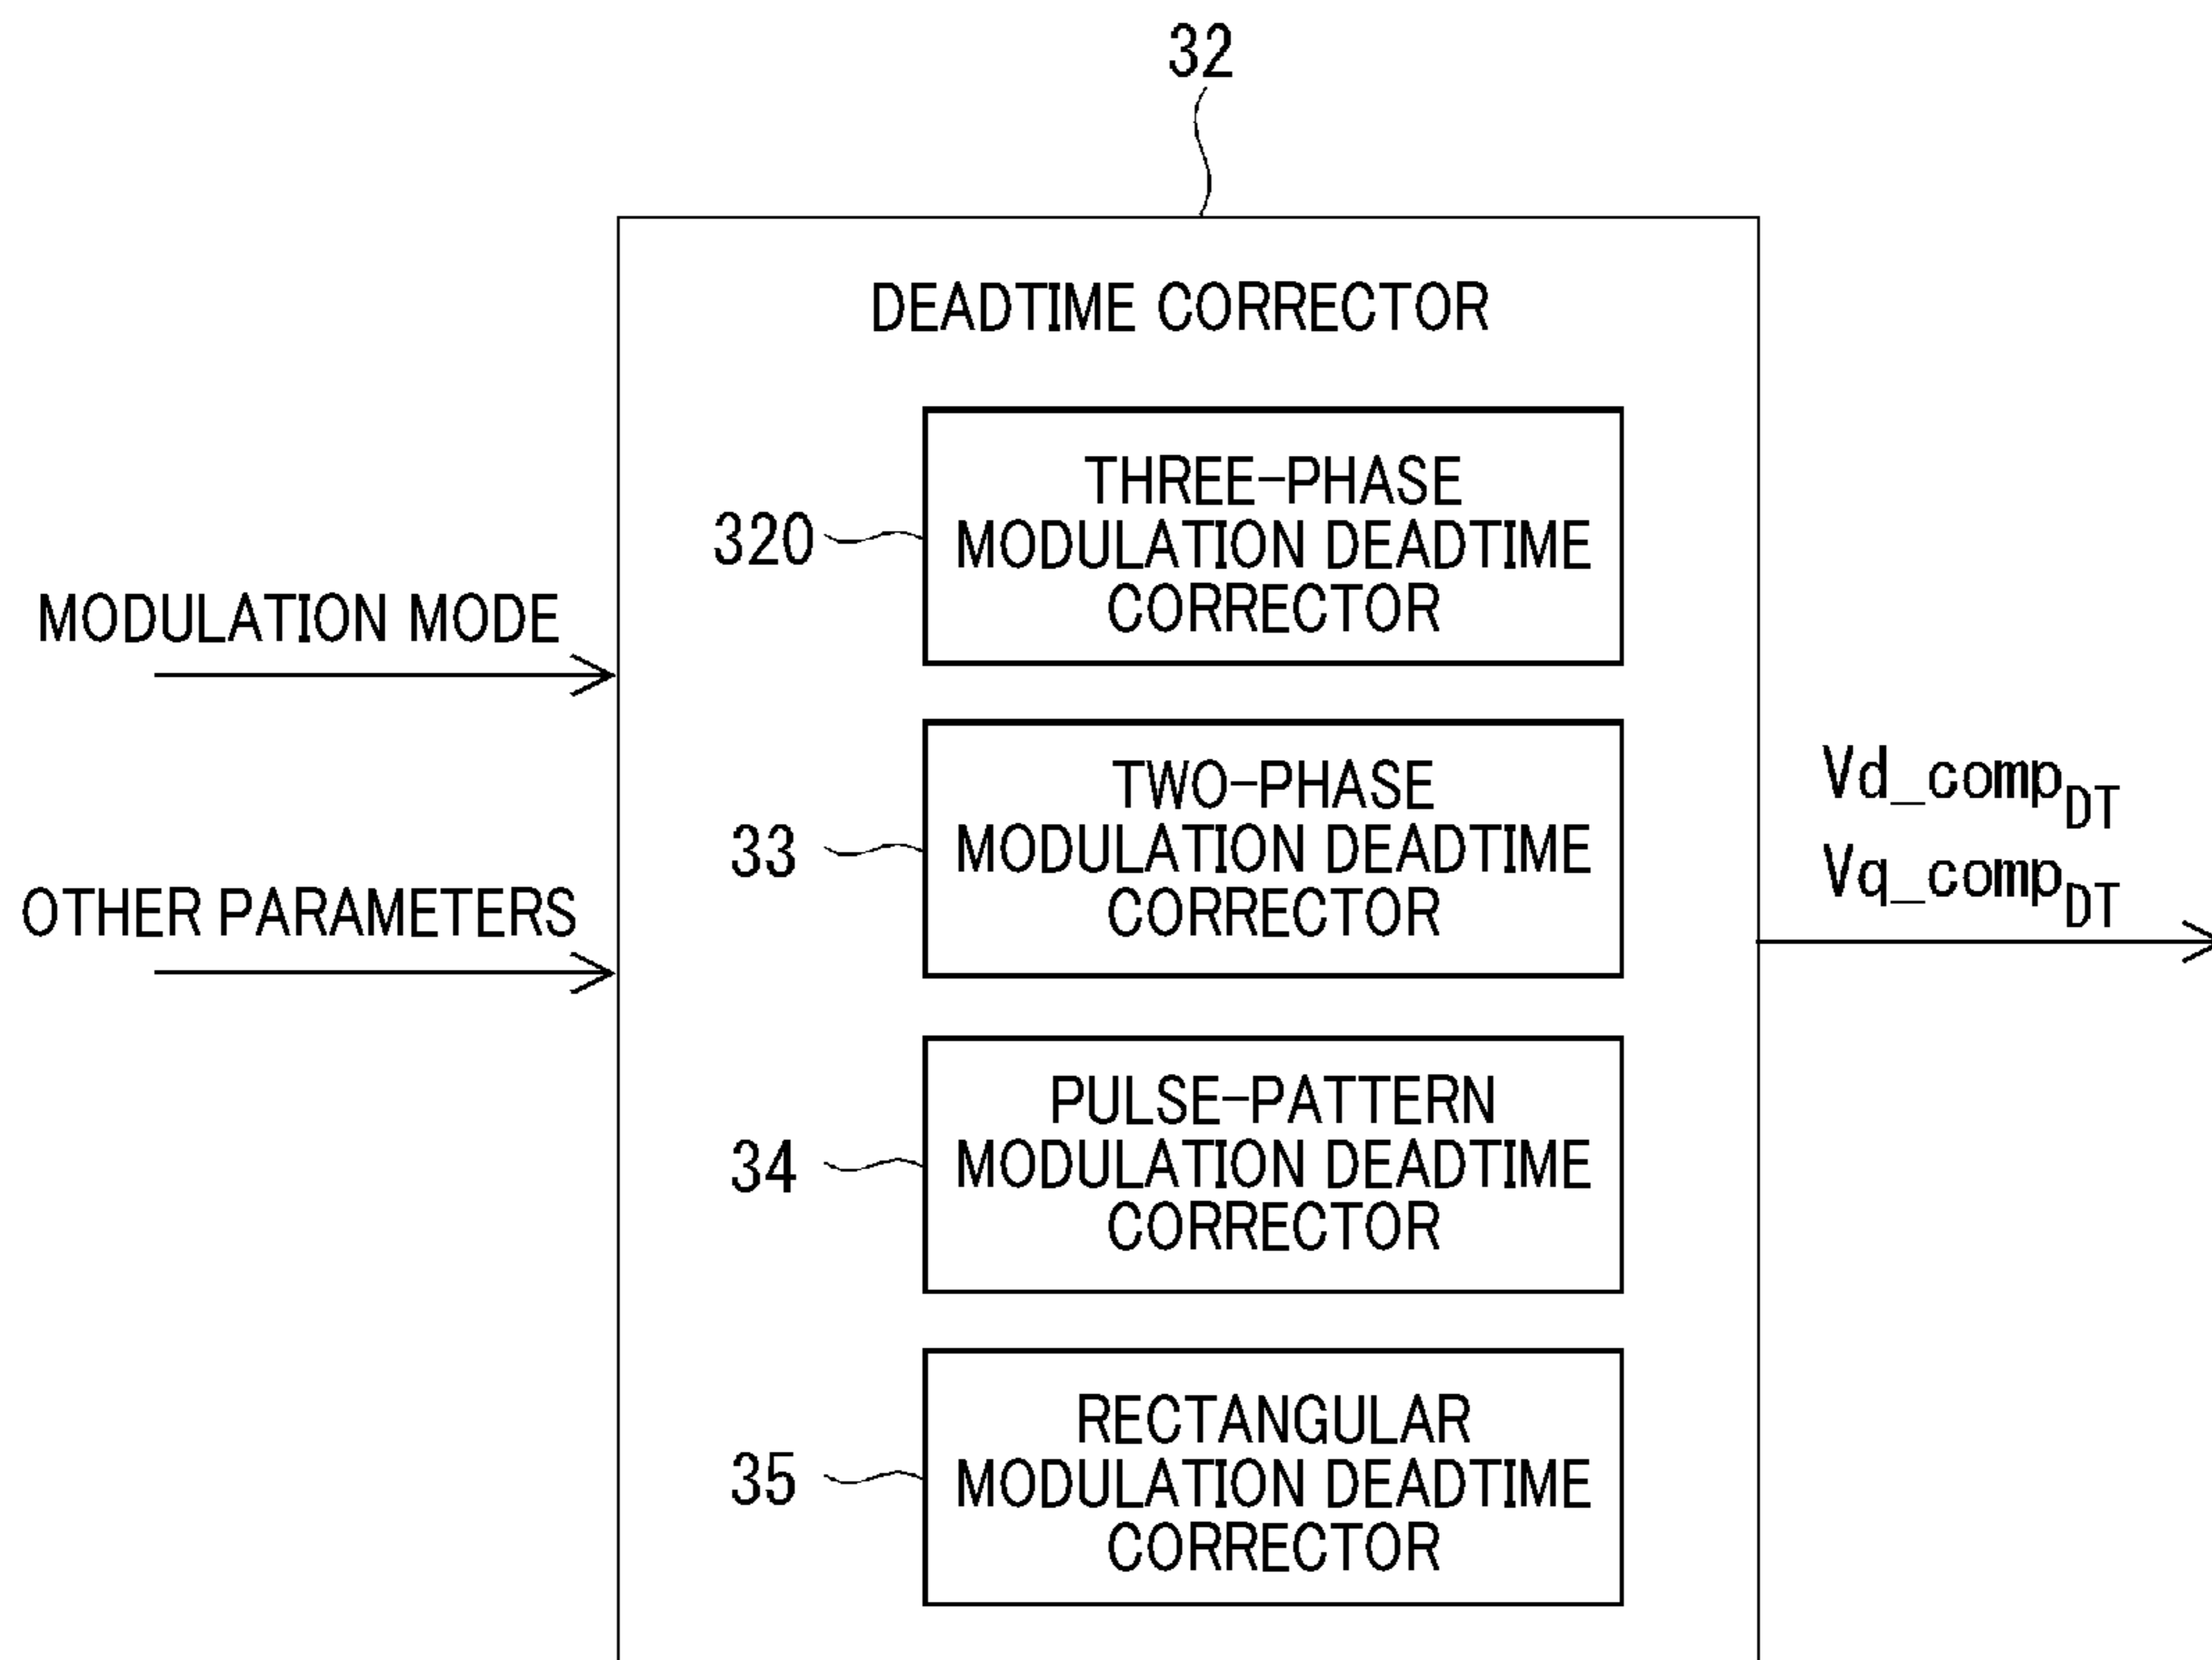 32
DEADTIME CORRECTOR
THREE-PHASE
MODULATION DEADTIME
CORRECTOR
320
MODULATION MODE
TWO-PHASE
MODULATION DEADTIME
CORRECTOR
33
OTHER PARAMETERS
Vd_compDT
Vq_compDT
PULSE-PATTERN
MODULATION DEADTIME
CORRECTOR
34
RECTANGULAR
MODULATION DEADTIME
CORRECTOR
35